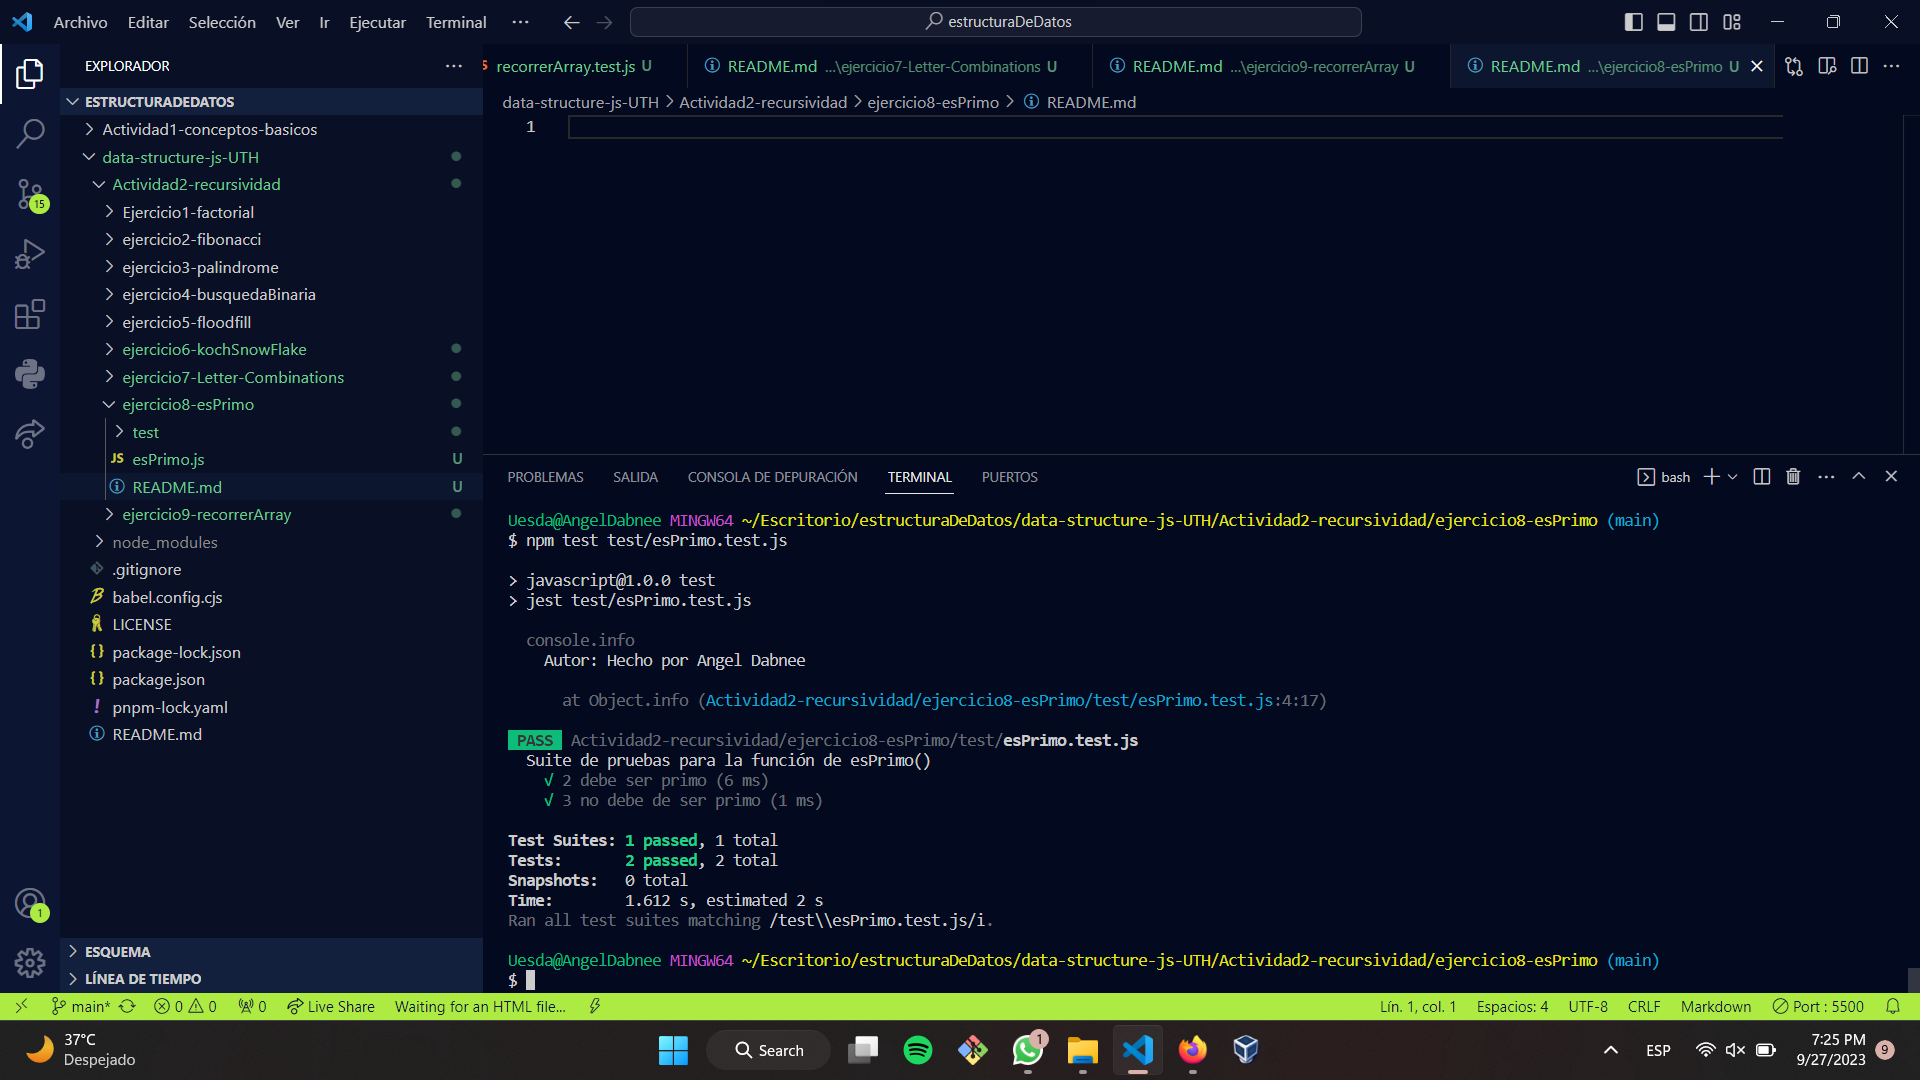 Archivo Editar Selección Ver Ir Ejecutar Terminal ··· estructuraDeDatos
EXPLORADOR ···
ESTRUCTURADEDATOS
Actividad1-conceptos-basicos
data-structure-js-UTH
Actividad2-recursividad
Ejercicio1-factorial
ejercicio2-fibonacci
ejercicio3-palindrome
ejercicio4-busquedaBinaria
ejercicio5-floodfill
ejercicio6-kochSnowFlake
ejercicio7-Letter-Combinations
ejercicio8-esPrimo
test
JS esPrimo.js U
README.md U
ejercicio9-recorrerArray
node_modules
.gitignore
babel.config.cjs
LICENSE
{} package-lock.json
{} package.json
! pnpm-lock.yaml
README.md
ESQUEMA
LÍNEA DE TIEMPO
15
1
recorrerArray.test.js U README.md ...\ejercicio7-Letter-Combinations U README.md ...\ejercicio9-recorrerArray U README.md ...\ejercicio8-esPrimo U
data-structure-js-UTH > Actividad2-recursividad > ejercicio8-esPrimo > README.md
1
PROBLEMAS SALIDA CONSOLA DE DEPURACIÓN TERMINAL PUERTOS bash
Uesda@AngelDabnee MINGW64 ~/Escritorio/estructuraDeDatos/data-structure-js-UTH/Actividad2-recursividad/ejercicio8-esPrimo (main)
$ npm test test/esPrimo.test.js
> javascript@1.0.0 test
> jest test/esPrimo.test.js
console.info
Autor: Hecho por Angel Dabnee
at Object.info (Actividad2-recursividad/ejercicio8-esPrimo/test/esPrimo.test.js:4:17)
PASS Actividad2-recursividad/ejercicio8-esPrimo/test/esPrimo.test.js
Suite de pruebas para la función de esPrimo()
√ 2 debe ser primo (6 ms)
√ 3 no debe de ser primo (1 ms)
Test Suites: 1 passed, 1 total
Tests: 2 passed, 2 total
Snapshots: 0 total
Time: 1.612 s, estimated 2 s
Ran all test suites matching /test\\esPrimo.test.js/i.
Uesda@AngelDabnee MINGW64 ~/Escritorio/estructuraDeDatos/data-structure-js-UTH/Actividad2-recursividad/ejercicio8-esPrimo (main)
$
main* 0 0 0 Live Share Waiting for an HTML file... Lín. 1, col. 1 Espacios: 4 UTF-8 CRLF Markdown Port : 5500
37°C
Despejado
Search
1
ESP
7:25 PM
9/27/2023
9